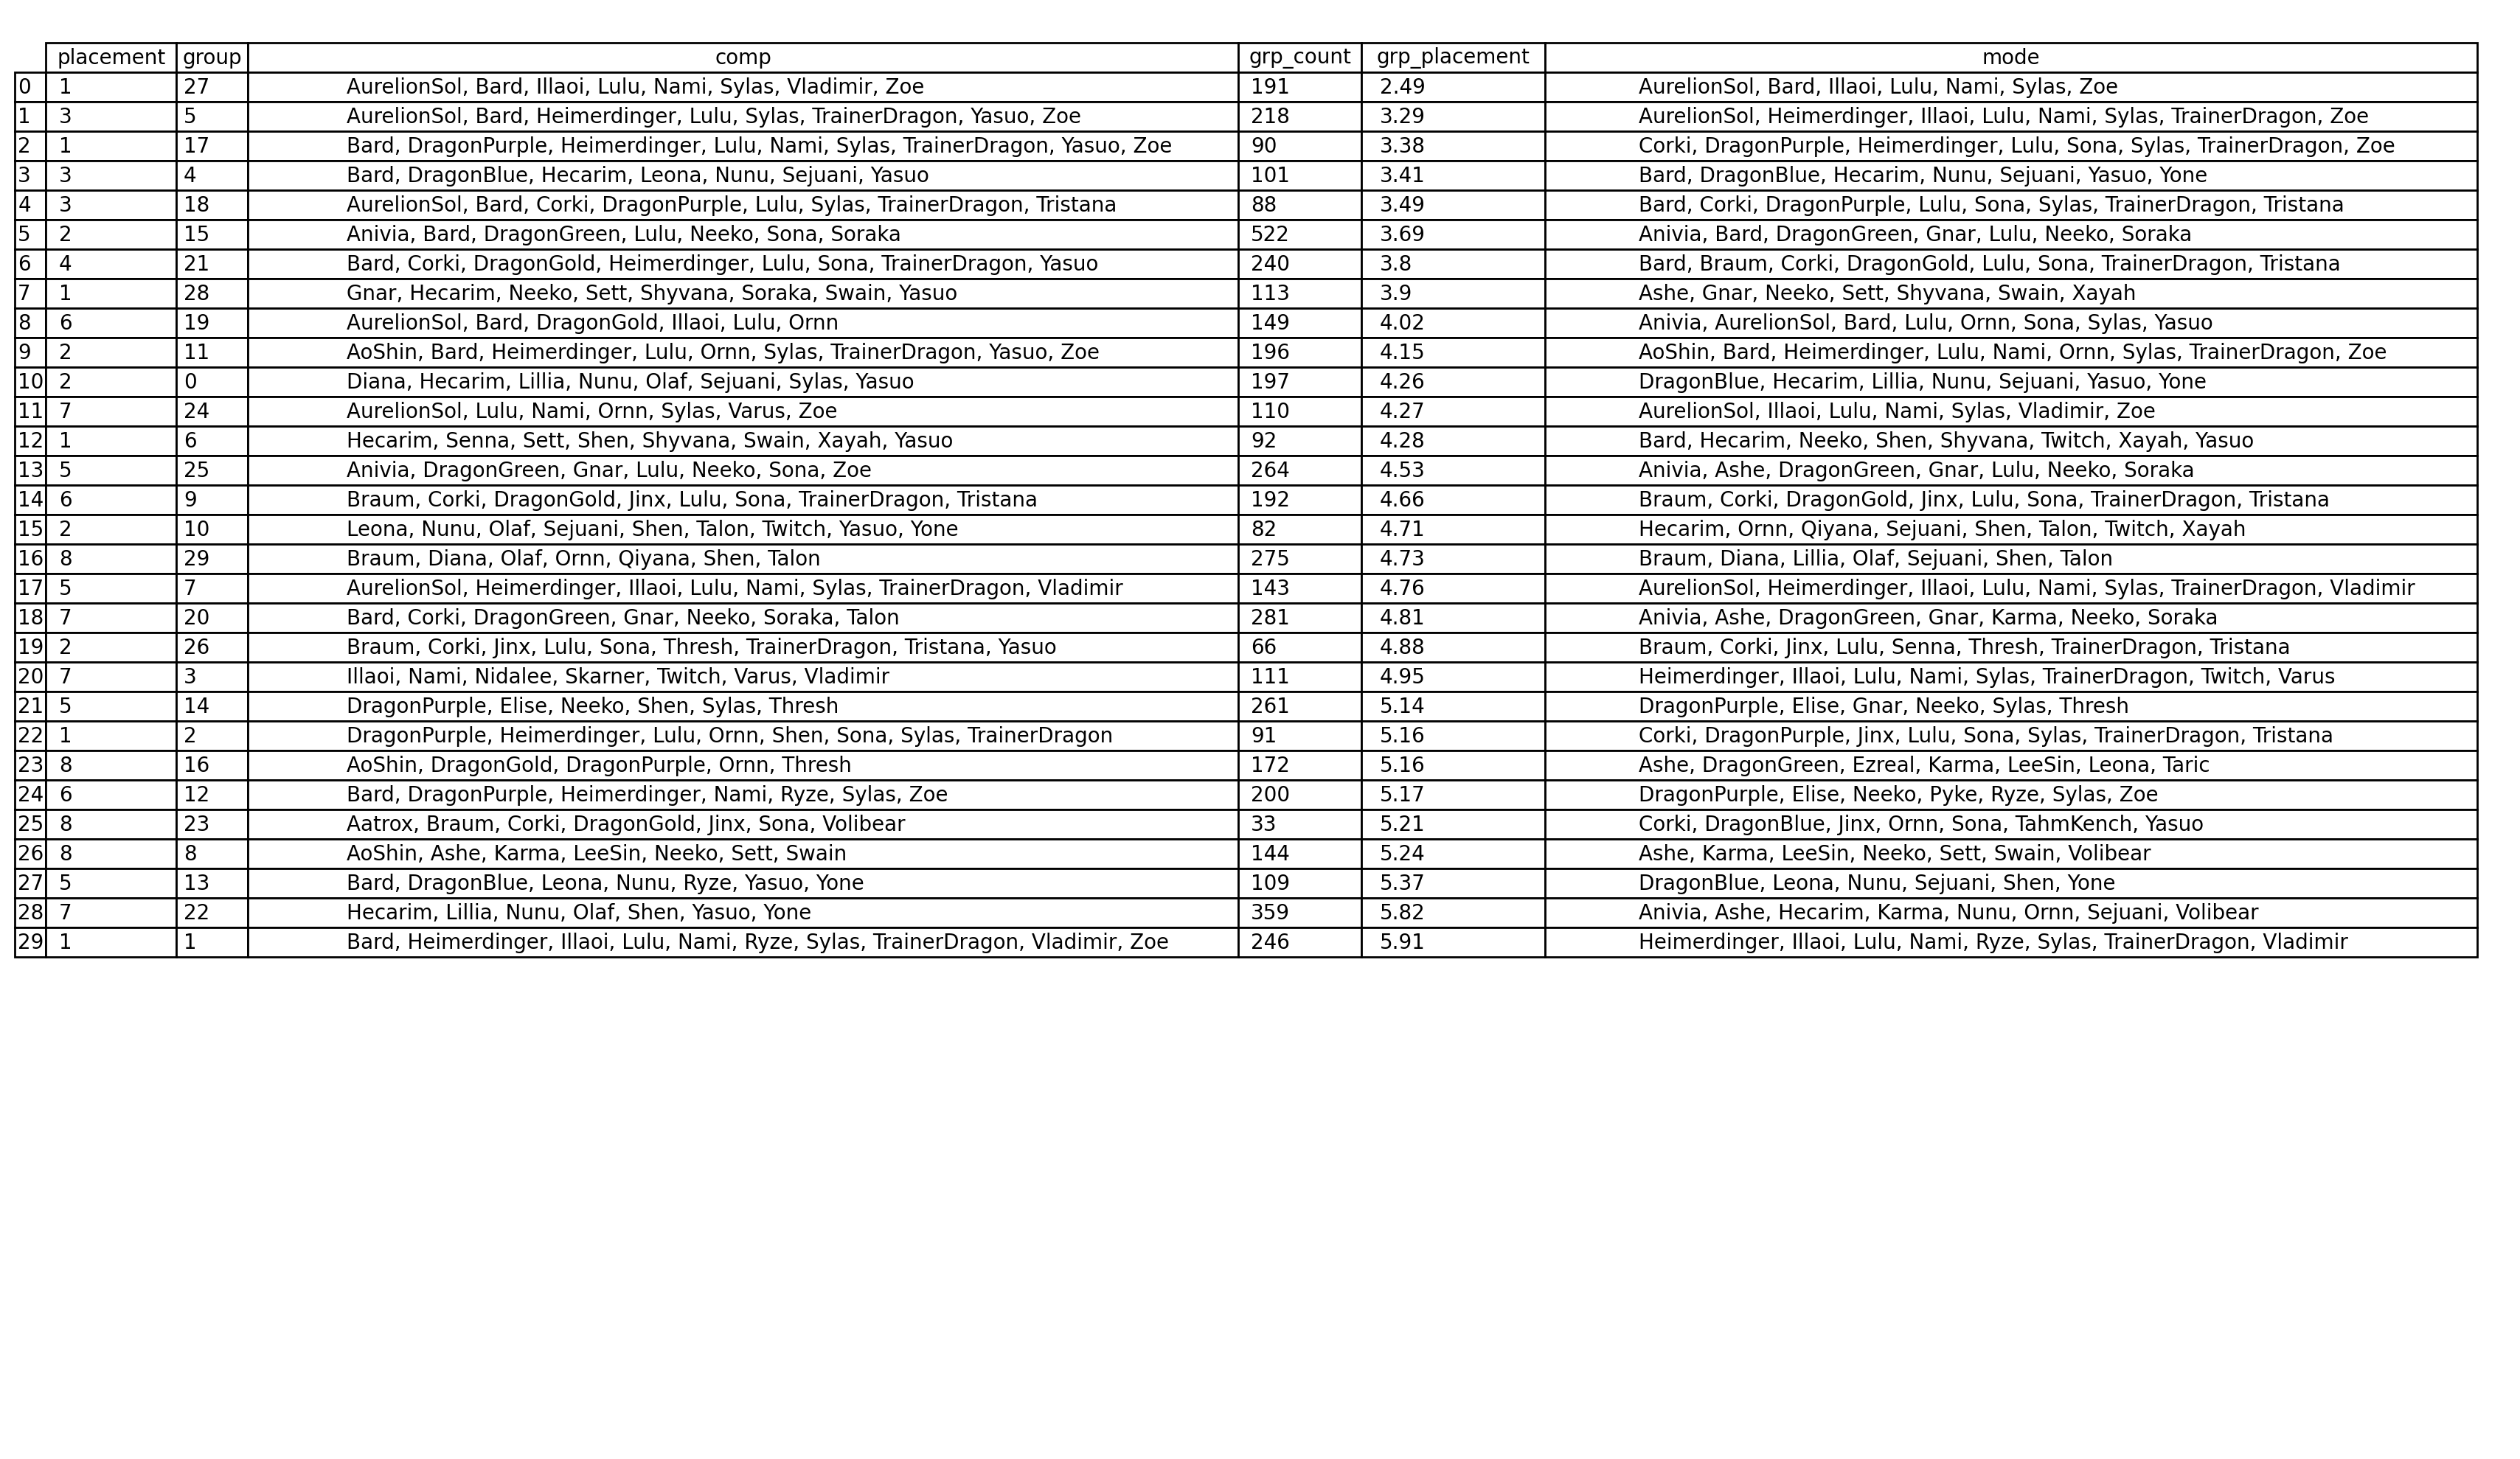 placement group comp grp_count grp_placement mode
0 1 27 AurelionSol, Bard, Illaoi, Lulu, Nami, Sylas, Vladimir, Zoe 191 2.49 AurelionSol, Bard, Illaoi, Lulu, Nami, Sylas, Zoe
1 3 5 AurelionSol, Bard, Heimerdinger, Lulu, Sylas, TrainerDragon, Yasuo, Zoe 218 3.29 AurelionSol, Heimerdinger, Illaoi, Lulu, Nami, Sylas, TrainerDragon, Zoe
2 1 17 Bard, DragonPurple, Heimerdinger, Lulu, Nami, Sylas, TrainerDragon, Yasuo, Zoe 90 3.38 Corki, DragonPurple, Heimerdinger, Lulu, Sona, Sylas, TrainerDragon, Zoe
3 3 4 Bard, DragonBlue, Hecarim, Leona, Nunu, Sejuani, Yasuo 101 3.41 Bard, DragonBlue, Hecarim, Nunu, Sejuani, Yasuo, Yone
4 3 18 AurelionSol, Bard, Corki, DragonPurple, Lulu, Sylas, TrainerDragon, Tristana 88 3.49 Bard, Corki, DragonPurple, Lulu, Sona, Sylas, TrainerDragon, Tristana
5 2 15 Anivia, Bard, DragonGreen, Lulu, Neeko, Sona, Soraka 522 3.69 Anivia, Bard, DragonGreen, Gnar, Lulu, Neeko, Soraka
6 4 21 Bard, Corki, DragonGold, Heimerdinger, Lulu, Sona, TrainerDragon, Yasuo 240 3.8 Bard, Braum, Corki, DragonGold, Lulu, Sona, TrainerDragon, Tristana
7 1 28 Gnar, Hecarim, Neeko, Sett, Shyvana, Soraka, Swain, Yasuo 113 3.9 Ashe, Gnar, Neeko, Sett, Shyvana, Swain, Xayah
8 6 19 AurelionSol, Bard, DragonGold, Illaoi, Lulu, Ornn 149 4.02 Anivia, AurelionSol, Bard, Lulu, Ornn, Sona, Sylas, Yasuo
9 2 11 AoShin, Bard, Heimerdinger, Lulu, Ornn, Sylas, TrainerDragon, Yasuo, Zoe 196 4.15 AoShin, Bard, Heimerdinger, Lulu, Nami, Ornn, Sylas, TrainerDragon, Zoe
10 2 0 Diana, Hecarim, Lillia, Nunu, Olaf, Sejuani, Sylas, Yasuo 197 4.26 DragonBlue, Hecarim, Lillia, Nunu, Sejuani, Yasuo, Yone
11 7 24 AurelionSol, Lulu, Nami, Ornn, Sylas, Varus, Zoe 110 4.27 AurelionSol, Illaoi, Lulu, Nami, Sylas, Vladimir, Zoe
12 1 6 Hecarim, Senna, Sett, Shen, Shyvana, Swain, Xayah, Yasuo 92 4.28 Bard, Hecarim, Neeko, Shen, Shyvana, Twitch, Xayah, Yasuo
13 5 25 Anivia, DragonGreen, Gnar, Lulu, Neeko, Sona, Zoe 264 4.53 Anivia, Ashe, DragonGreen, Gnar, Lulu, Neeko, Soraka
14 6 9 Braum, Corki, DragonGold, Jinx, Lulu, Sona, TrainerDragon, Tristana 192 4.66 Braum, Corki, DragonGold, Jinx, Lulu, Sona, TrainerDragon, Tristana
15 2 10 Leona, Nunu, Olaf, Sejuani, Shen, Talon, Twitch, Yasuo, Yone 82 4.71 Hecarim, Ornn, Qiyana, Sejuani, Shen, Talon, Twitch, Xayah
16 8 29 Braum, Diana, Olaf, Ornn, Qiyana, Shen, Talon 275 4.73 Braum, Diana, Lillia, Olaf, Sejuani, Shen, Talon
17 5 7 AurelionSol, Heimerdinger, Illaoi, Lulu, Nami, Sylas, TrainerDragon, Vladimir 143 4.76 AurelionSol, Heimerdinger, Illaoi, Lulu, Nami, Sylas, TrainerDragon, Vladimir
18 7 20 Bard, Corki, DragonGreen, Gnar, Neeko, Soraka, Talon 281 4.81 Anivia, Ashe, DragonGreen, Gnar, Karma, Neeko, Soraka
19 2 26 Braum, Corki, Jinx, Lulu, Sona, Thresh, TrainerDragon, Tristana, Yasuo 66 4.88 Braum, Corki, Jinx, Lulu, Senna, Thresh, TrainerDragon, Tristana
20 7 3 Illaoi, Nami, Nidalee, Skarner, Twitch, Varus, Vladimir 111 4.95 Heimerdinger, Illaoi, Lulu, Nami, Sylas, TrainerDragon, Twitch, Varus
21 5 14 DragonPurple, Elise, Neeko, Shen, Sylas, Thresh 261 5.14 DragonPurple, Elise, Gnar, Neeko, Sylas, Thresh
22 1 2 DragonPurple, Heimerdinger, Lulu, Ornn, Shen, Sona, Sylas, TrainerDragon 91 5.16 Corki, DragonPurple, Jinx, Lulu, Sona, Sylas, TrainerDragon, Tristana
23 8 16 AoShin, DragonGold, DragonPurple, Ornn, Thresh 172 5.16 Ashe, DragonGreen, Ezreal, Karma, LeeSin, Leona, Taric
24 6 12 Bard, DragonPurple, Heimerdinger, Nami, Ryze, Sylas, Zoe 200 5.17 DragonPurple, Elise, Neeko, Pyke, Ryze, Sylas, Zoe
25 8 23 Aatrox, Braum, Corki, DragonGold, Jinx, Sona, Volibear 33 5.21 Corki, DragonBlue, Jinx, Ornn, Sona, TahmKench, Yasuo
26 8 8 AoShin, Ashe, Karma, LeeSin, Neeko, Sett, Swain 144 5.24 Ashe, Karma, LeeSin, Neeko, Sett, Swain, Volibear
27 5 13 Bard, DragonBlue, Leona, Nunu, Ryze, Yasuo, Yone 109 5.37 DragonBlue, Leona, Nunu, Sejuani, Shen, Yone
28 7 22 Hecarim, Lillia, Nunu, Olaf, Shen, Yasuo, Yone 359 5.82 Anivia, Ashe, Hecarim, Karma, Nunu, Ornn, Sejuani, Volibear
29 1 1 Bard, Heimerdinger, Illaoi, Lulu, Nami, Ryze, Sylas, TrainerDragon, Vladimir, Zoe 246 5.91 Heimerdinger, Illaoi, Lulu, Nami, Ryze, Sylas, TrainerDragon, Vladimir